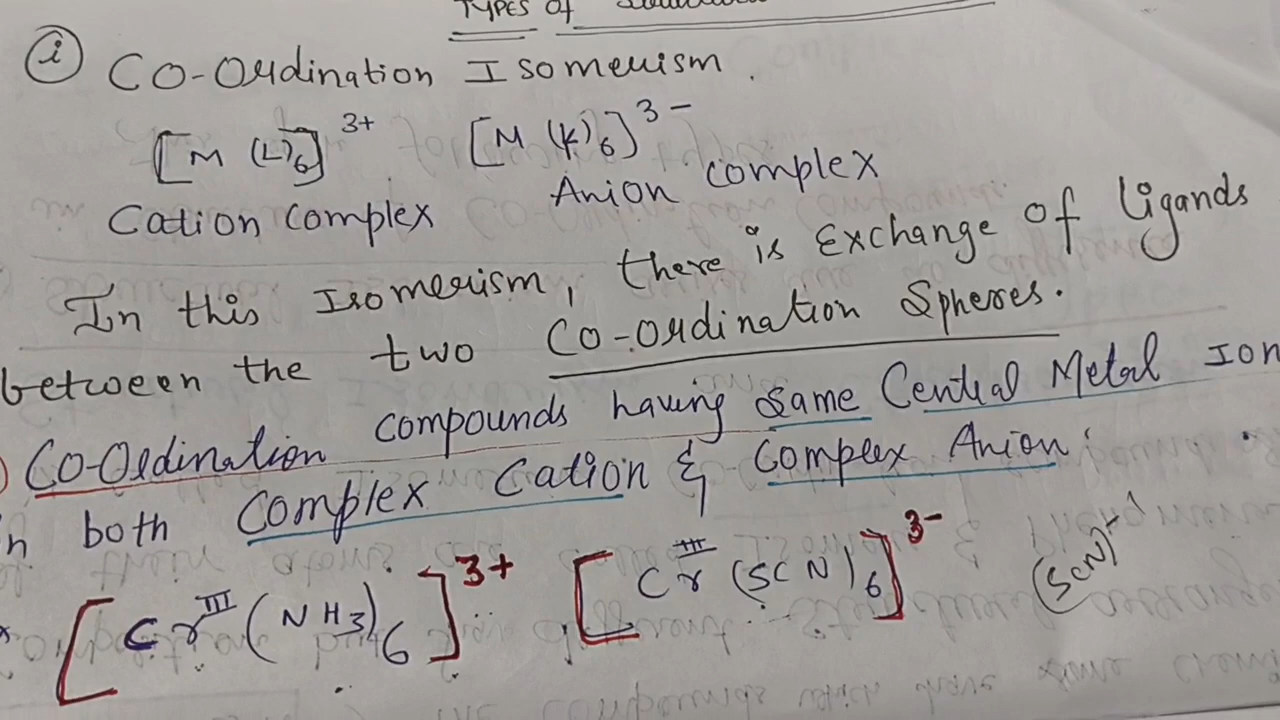 TYPES of
i CO-Ordination Isomerism.
[M (L)6]3+ [M (K)6]3-
Cation complex Anion complex
In this Isomerism, there is Exchange of ligands
between the two Co-ordination Spheres.
Co-Ordination compounds having same Central Metal Ion
in both Complex Cation & Complex Anion.
[CrIII(NH3)6]3+ [CrIII(SCN)6]3- (SCN)-